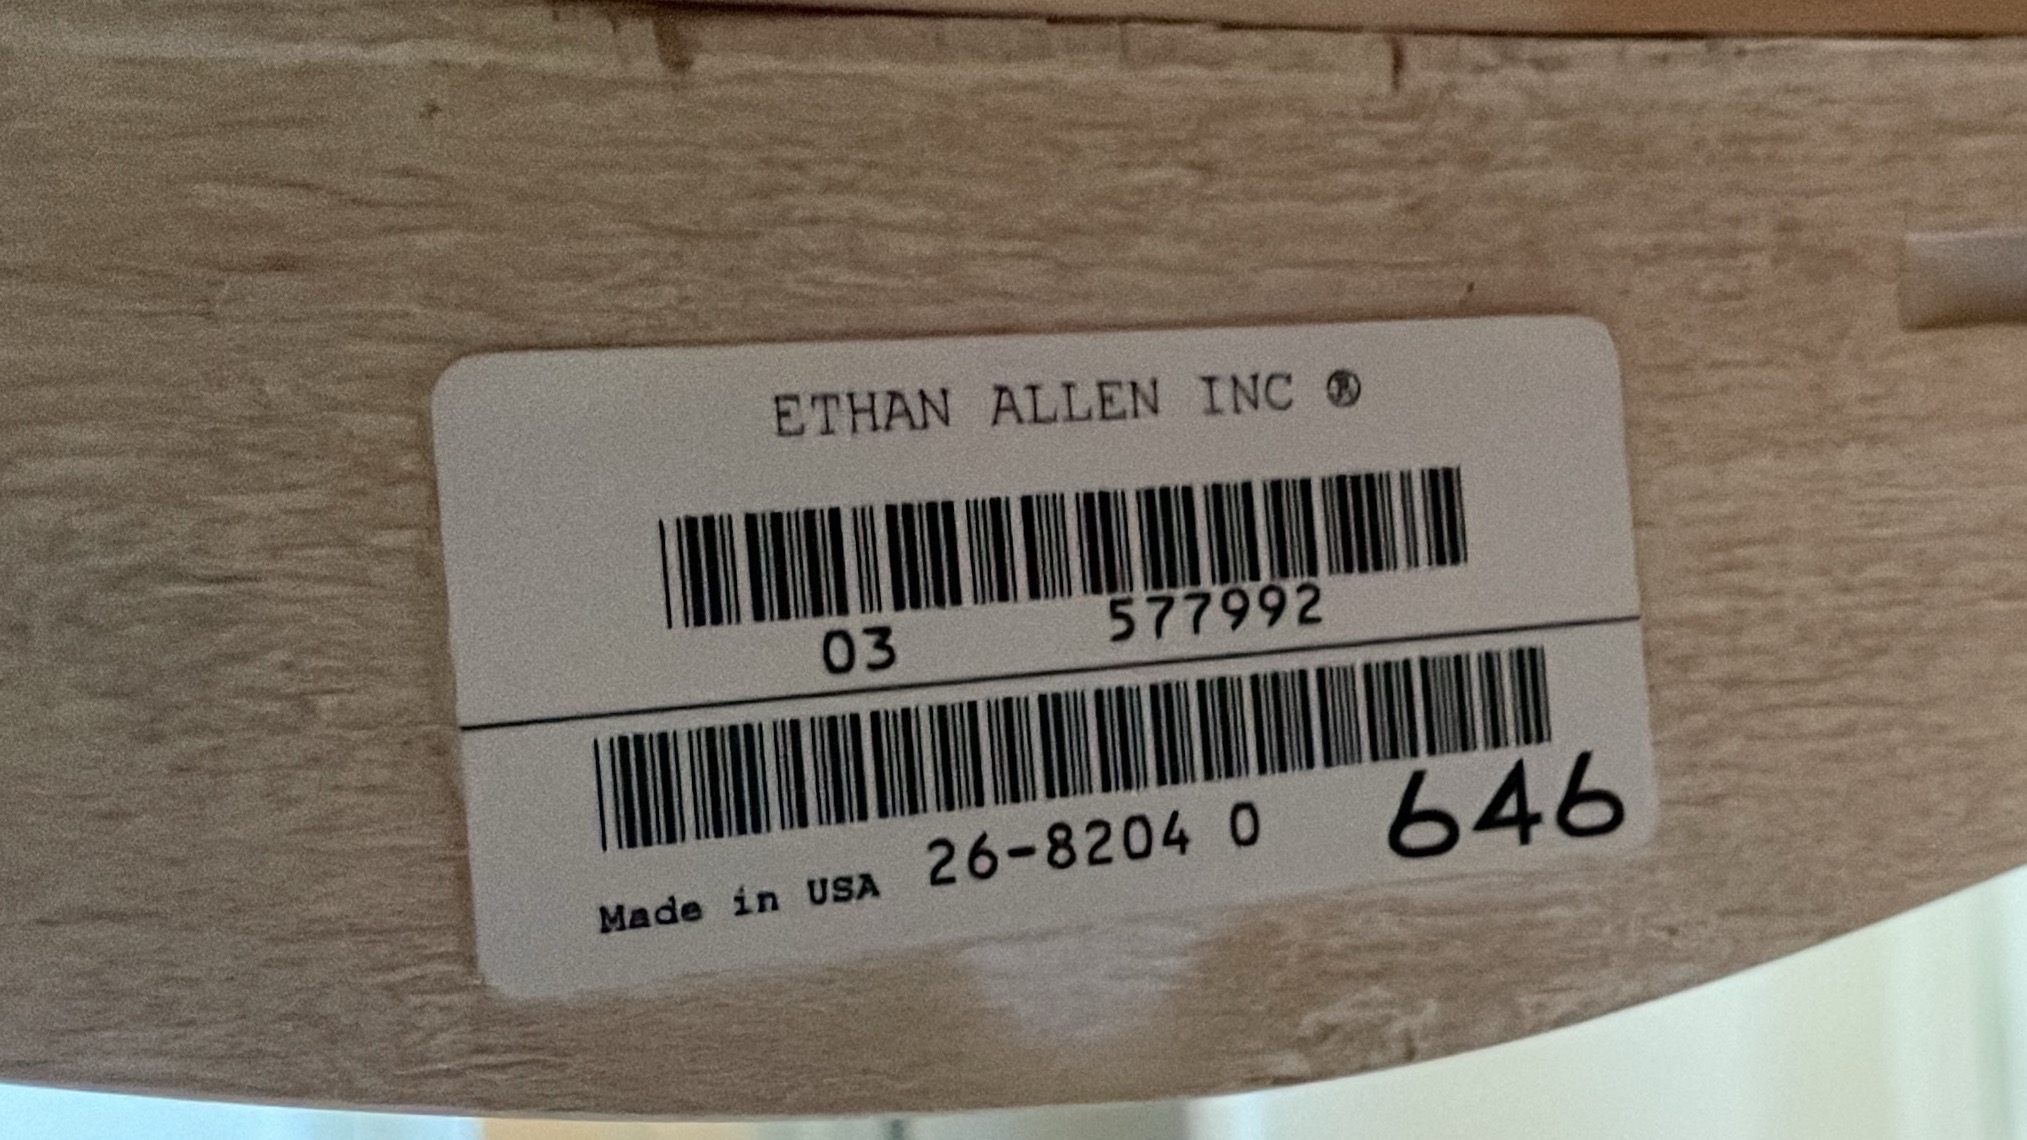 ETHAN ALLEN INC ®
03 577992
Made in USA 26-8204 0 646